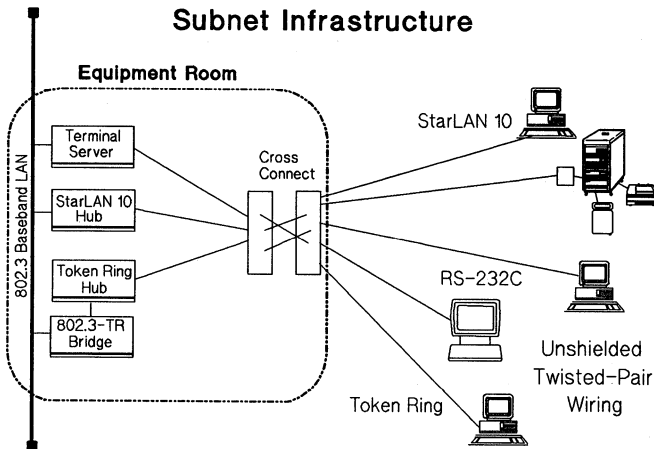 Subnet Infrastructure
Equipment Room
802.3 Baseband LAN
Terminal
Server
StarLAN 10
Hub
Token Ring
Hub
802.3-TR
Bridge
Cross
Connect
StarLAN 10
RS-232C
Token Ring
Unshielded
Twisted-Pair
Wiring